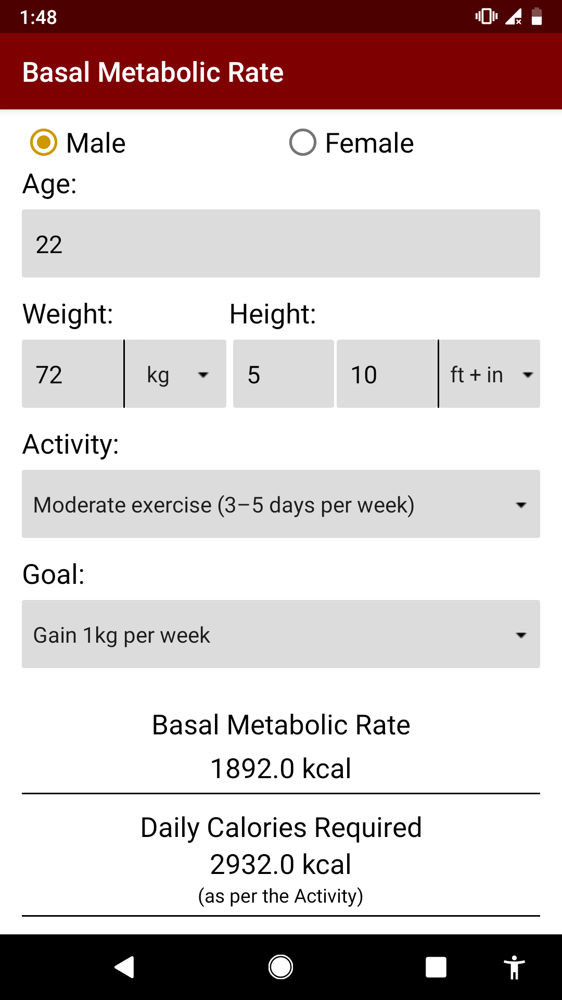 1:48
Basal Metabolic Rate
Male Female
Age:
22
Weight: Height:
72 kg 5 10 ft + in
Activity:
Moderate exercise (3–5 days per week)
Goal:
Gain 1kg per week
Basal Metabolic Rate
1892.0 kcal
Daily Calories Required
2932.0 kcal
(as per the Activity)